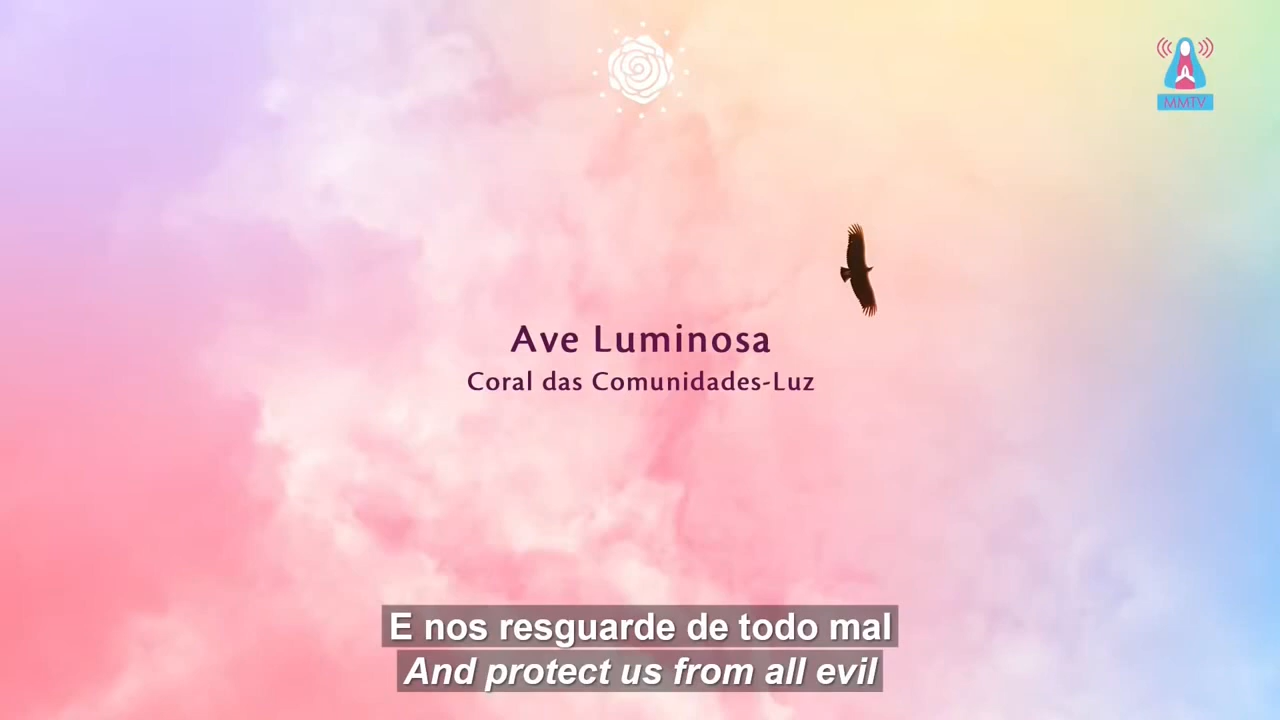 MMTV
Ave Luminosa
Coral das Comunidades-Luz
E nos resguarde de todo mal
And protect us from all evil